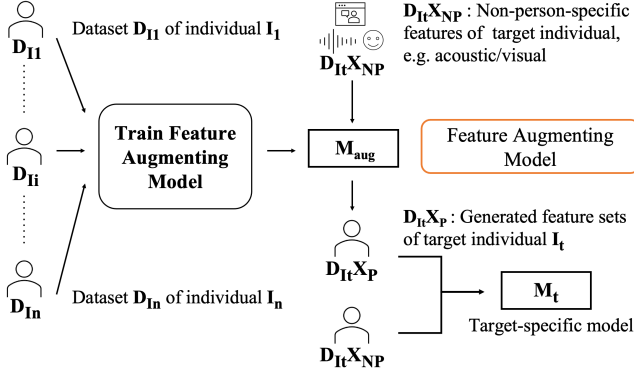 D_I1
Dataset D_I1 of individual I_1
D_Ii
Train Feature
Augmenting
Model
D_In
Dataset D_In of individual I_n
D_ItX_NP
D_ItX_NP : Non-person-specific
features of target individual,
e.g. acoustic/visual
M_aug
Feature Augmenting
Model
D_ItX_P : Generated feature sets
of target individual I_t
D_ItX_P
D_ItX_NP
M_t
Target-specific model